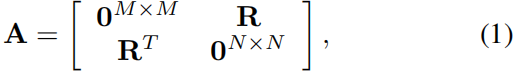 A = [ 0^{M×M} R
R^T 0^{N×N} ], (1)